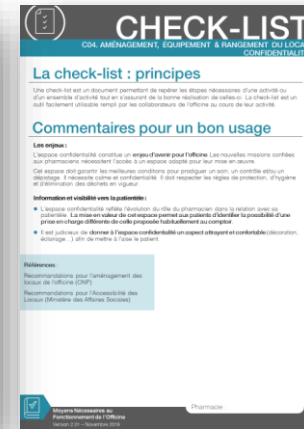 CHECK-LIST
C04. AMÉNAGEMENT, EQUIPEMENT & RANGEMENT DU LOCA
CONFIDENTIALIT
La check-list : principes
Une check-list est un document permettant de repérer les étapes nécessaires d'une activité ou
d'un ensemble d'activité tout en s'assurant de la bonne réalisation de celles-ci. La check-list est un
outil facilement utilisable rempli par les collaborateurs de l'officine au cours de leur activité.
Commentaires pour un bon usage
Les enjeux :
L'espace confidentialité constitue un enjeu d'avenir pour l'officine. Les nouvelles missions confiées
aux pharmaciens nécessitent l'accès à un espace adapté pour leur mise en œuvre.
Cet espace doit garantir les meilleures conditions pour prodiguer un soin, un contrôle et/ou un
dépistage. Il nécessite calme et confidentialité. Il doit respecter les règles de protection, d'hygiène
et d'élimination des déchets en vigueur.
Information et visibilité vers la patientèle :
L'espace confidentialité reflète l'évolution du rôle du pharmacien dans la relation avec sa
patientèle. La mise en valeur de cet espace permet aux patients d'identifier la possibilité d'une
prise en charge différente de celle proposée habituellement au comptoir.
Il est judicieux de donner à l'espace confidentialité un aspect attrayant et confortable (décoration,
éclairage…) afin de mettre à l'aise le patient.
Références :
Recommandations pour l'aménagement des
locaux de l'officine (ONP)
Recommandations pour l'Accessibilité des
Locaux (Ministère des Affaires Sociales)
Moyens Nécessaires au
Fonctionnement de l'Officine
Version 2.01 – Novembre 2019
Pharmacie :